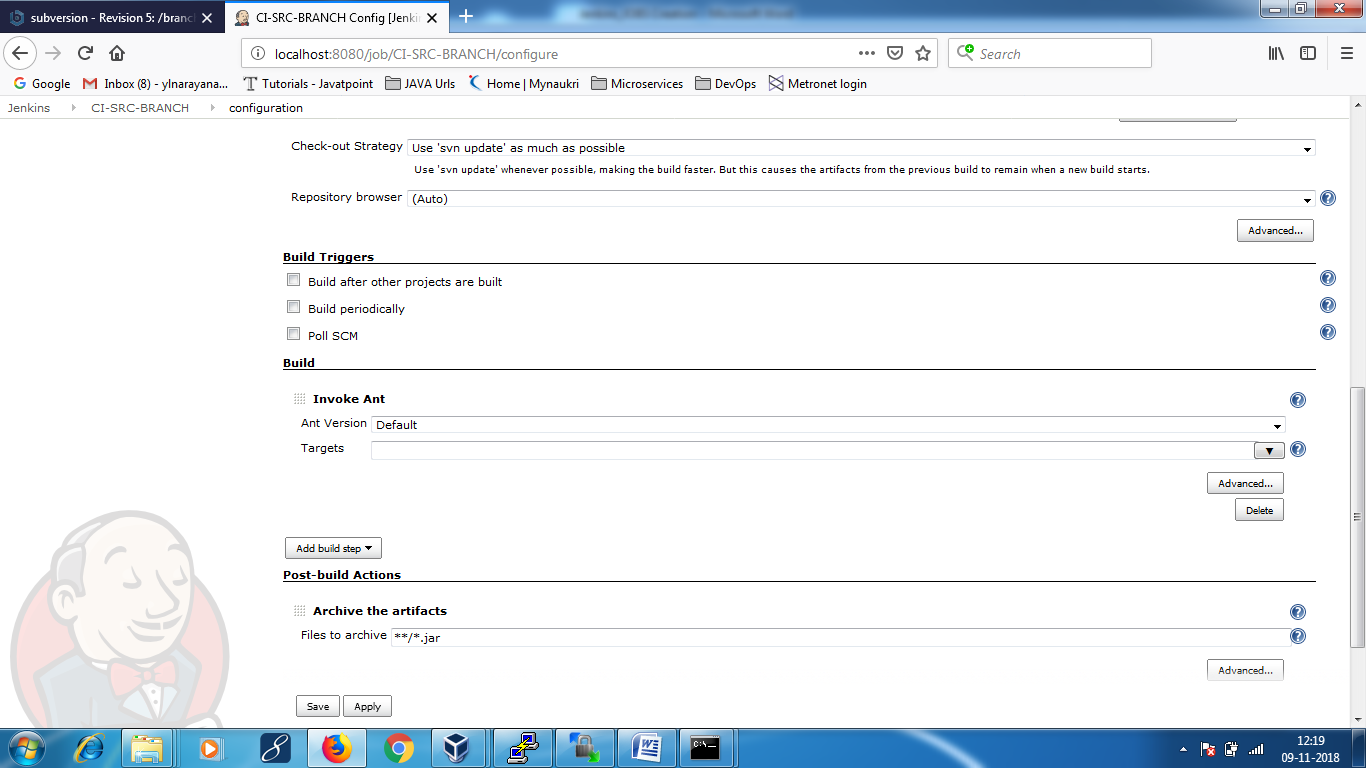 subversion - Revision 5: /branc
CI-SRC-BRANCH Config [Jenki
localhost:8080/job/CI-SRC-BRANCH/configure
Search
Google
Inbox (8) - ylnarayana...
Tutorials - Javatpoint
JAVA Urls
Home | Mynaukri
Microservices
DevOps
Metronet login
Jenkins
CI-SRC-BRANCH
configuration
Check-out Strategy
Use 'svn update' as much as possible
Use 'svn update' whenever possible, making the build faster. But this causes the artifacts from the previous build to remain when a new build starts.
Repository browser
(Auto)
Advanced...
Build Triggers
Build after other projects are built
Build periodically
Poll SCM
Build
Invoke Ant
Ant Version
Default
Targets
Advanced...
Delete
Add build step
Post-build Actions
Archive the artifacts
Files to archive
**/*.jar
Advanced...
Save
Apply
C:\_
12:19
09-11-2018